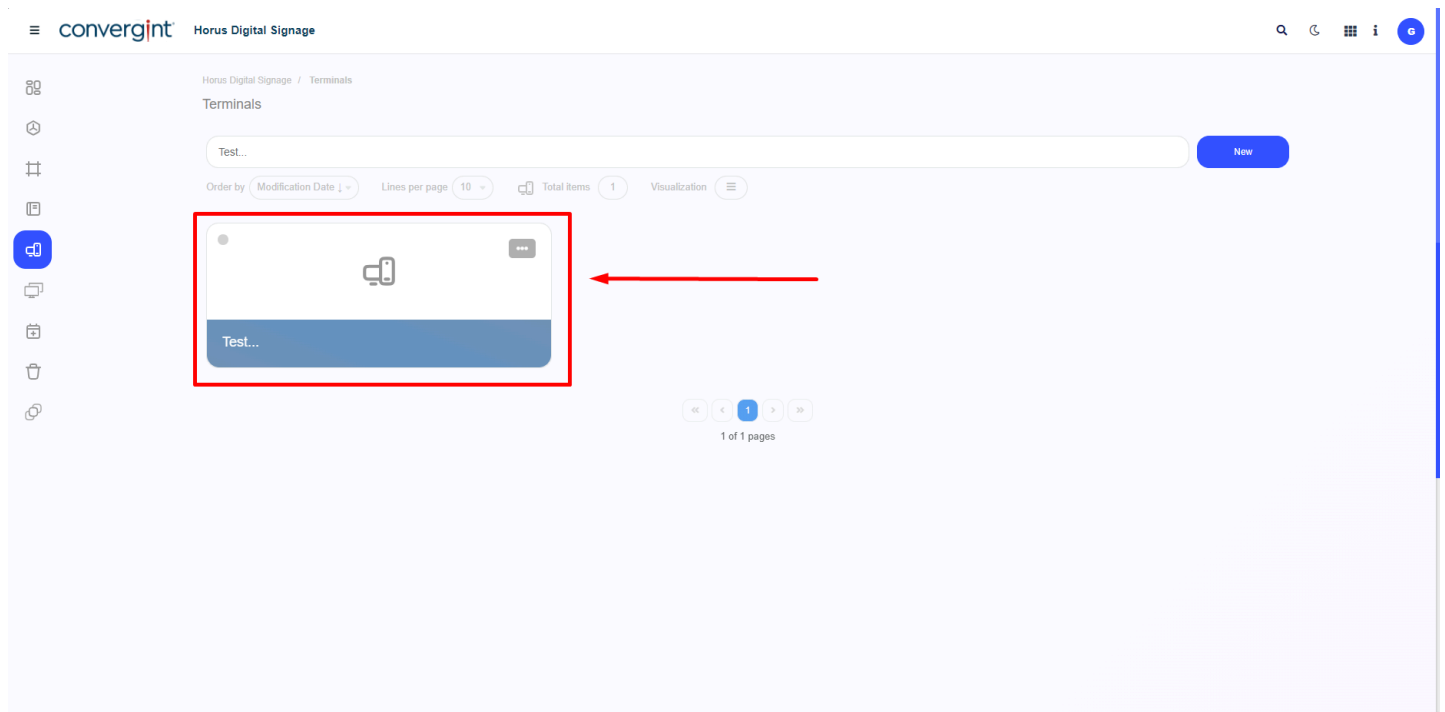 convergint Horus Digital Signage
G
Horus Digital Signage / Terminals
Terminals
Test...
New
Order by Modification Date ↓ Lines per page 10 Total items 1 Visualization
Test...
« ‹ 1 › »
1 of 1 pages